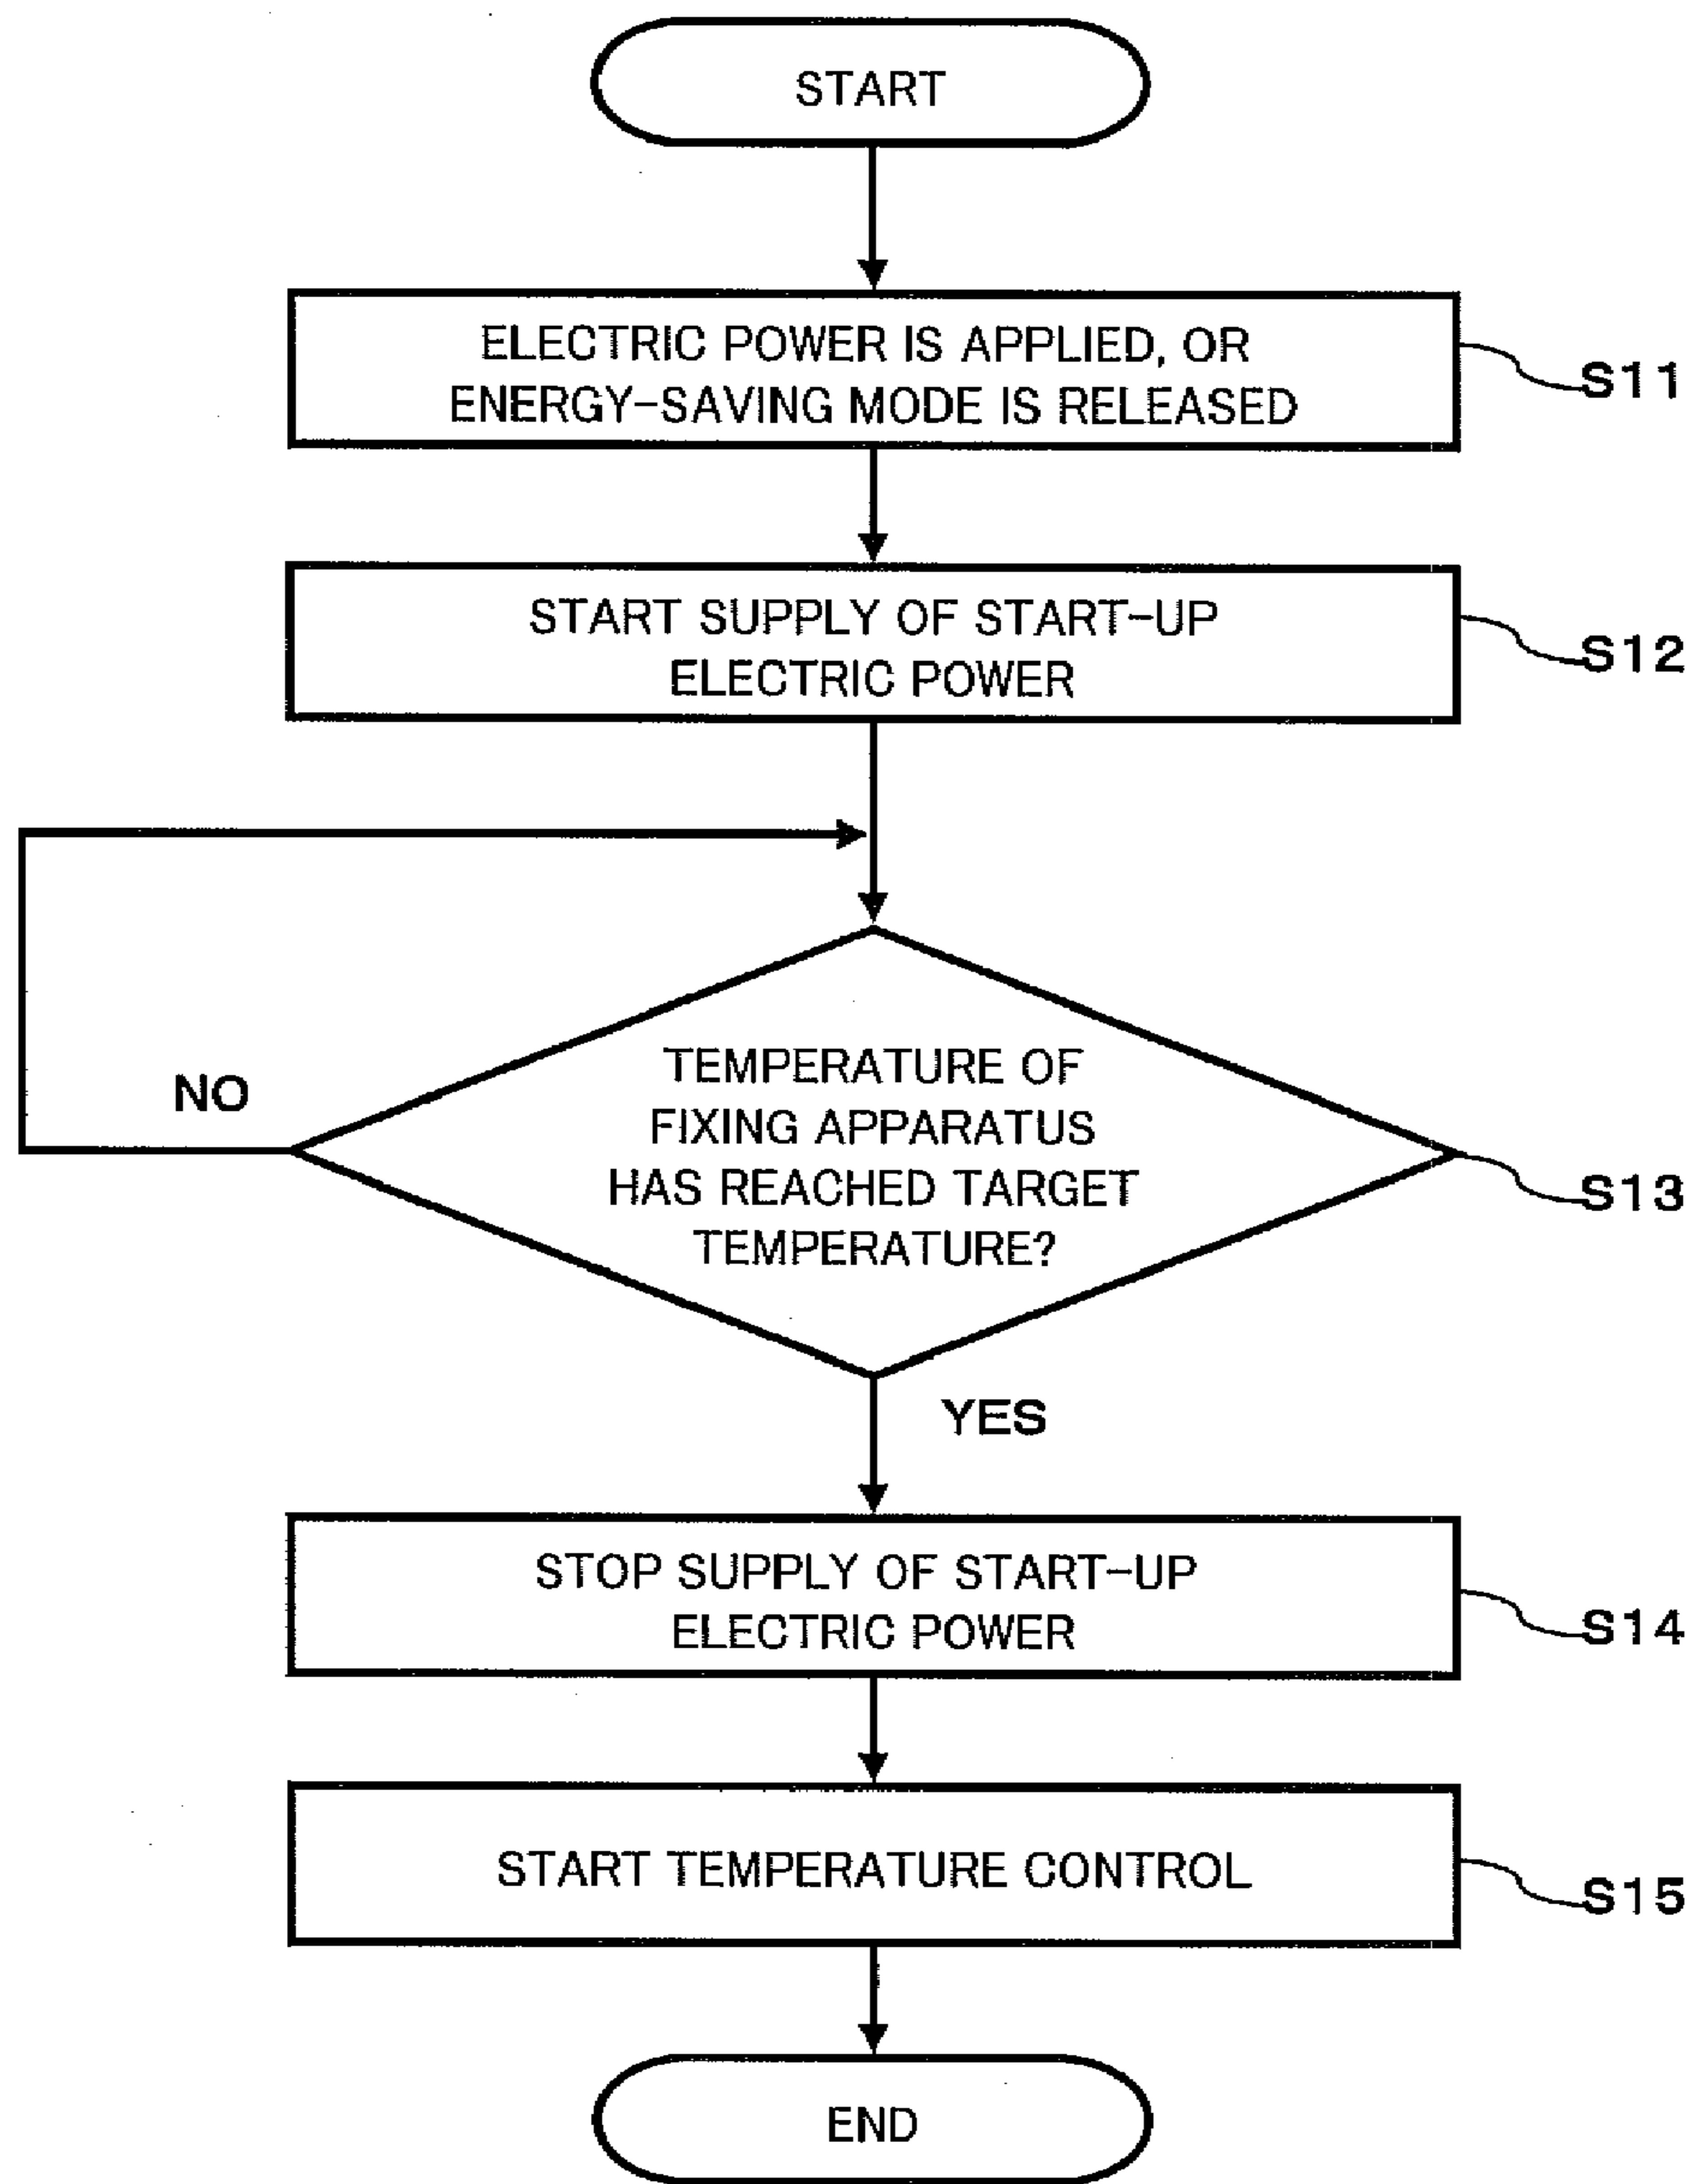 START
ELECTRIC POWER IS APPLIED, OR
ENERGY-SAVING MODE IS RELEASED
S11
START SUPPLY OF START-UP
ELECTRIC POWER
S12
NO
TEMPERATURE OF
FIXING APPARATUS
HAS REACHED TARGET
TEMPERATURE?
S13
YES
STOP SUPPLY OF START-UP
ELECTRIC POWER
S14
START TEMPERATURE CONTROL
S15
END